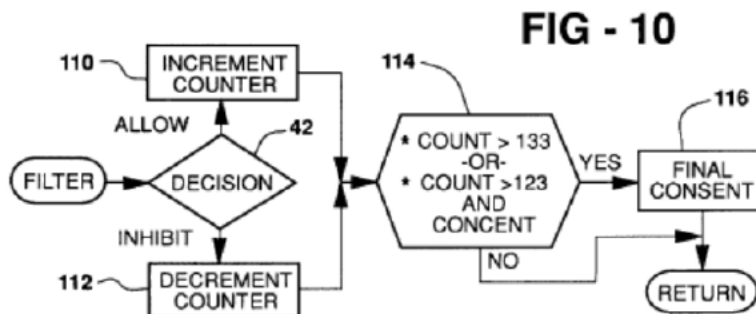 FIG - 10
110
INCREMENT
COUNTER
114
116
ALLOW
42
* COUNT > 133
-OR-
* COUNT >123
AND
CONCENT
YES
FINAL
CONSENT
FILTER
DECISION
INHIBIT
NO
112
DECREMENT
COUNTER
RETURN